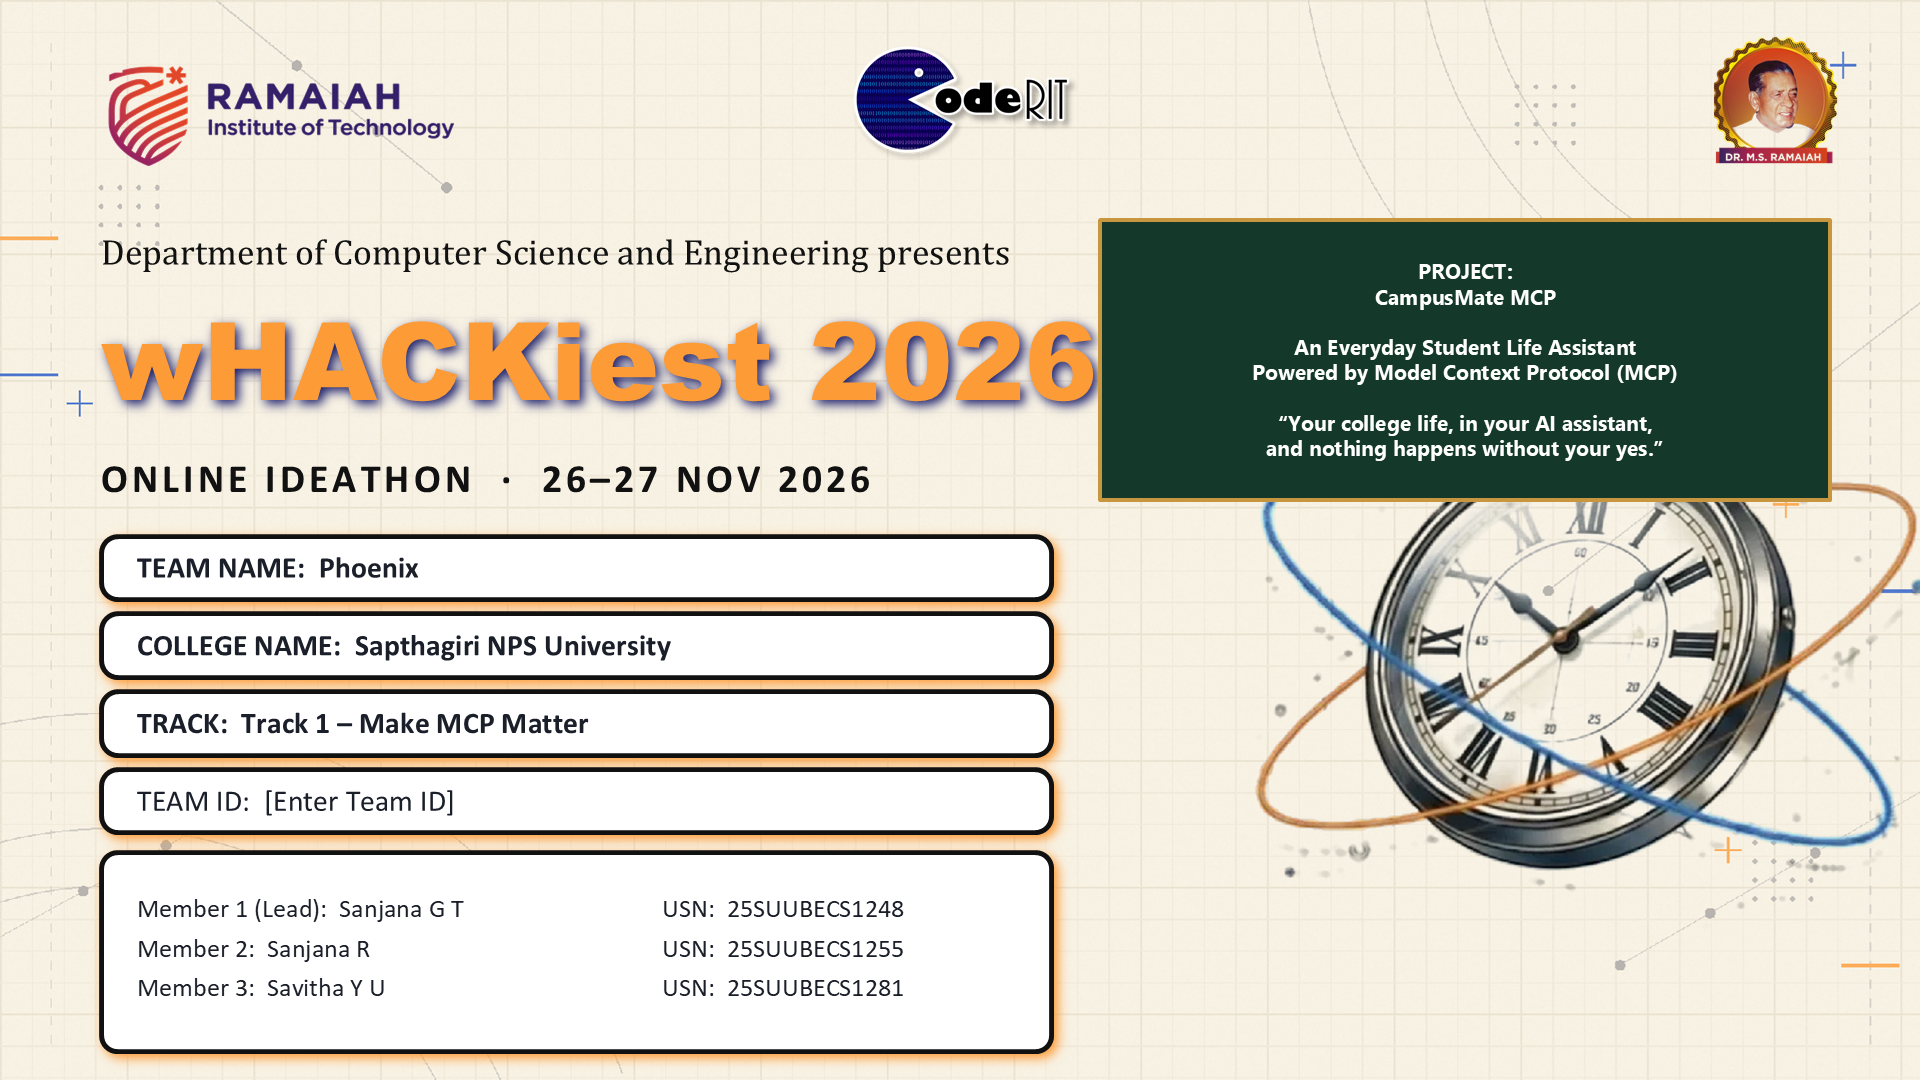 RAMAIAH
Institute of Technology
odeRIT
DR. M.S. RAMAIAH
Department of Computer Science and Engineering presents
wHACKiest 2026
ONLINE IDEATHON · 26–27 NOV 2026
PROJECT:
CampusMate MCP
An Everyday Student Life Assistant
Powered by Model Context Protocol (MCP)
“Your college life, in your AI assistant,
and nothing happens without your yes.”
TEAM NAME: Phoenix
COLLEGE NAME: Sapthagiri NPS University
TRACK: Track 1 – Make MCP Matter
TEAM ID: [Enter Team ID]
Member 1 (Lead): Sanjana G T USN: 25SUUBECS1248
Member 2: Sanjana R USN: 25SUUBECS1255
Member 3: Savitha Y U USN: 25SUUBECS1281